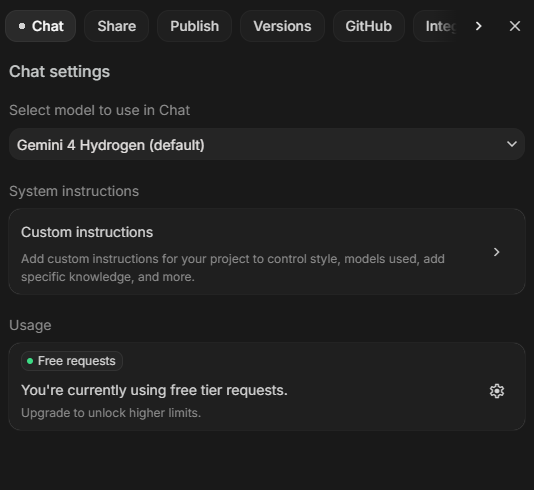 Chat Share Publish Versions GitHub
Chat settings
Select model to use in Chat
Gemini 4 Hydrogen (default)
System instructions
Custom instructions
Add custom instructions for your project to control style, models used, add
specific knowledge, and more.
Usage
Free requests
You're currently using free tier requests.
Upgrade to unlock higher limits.